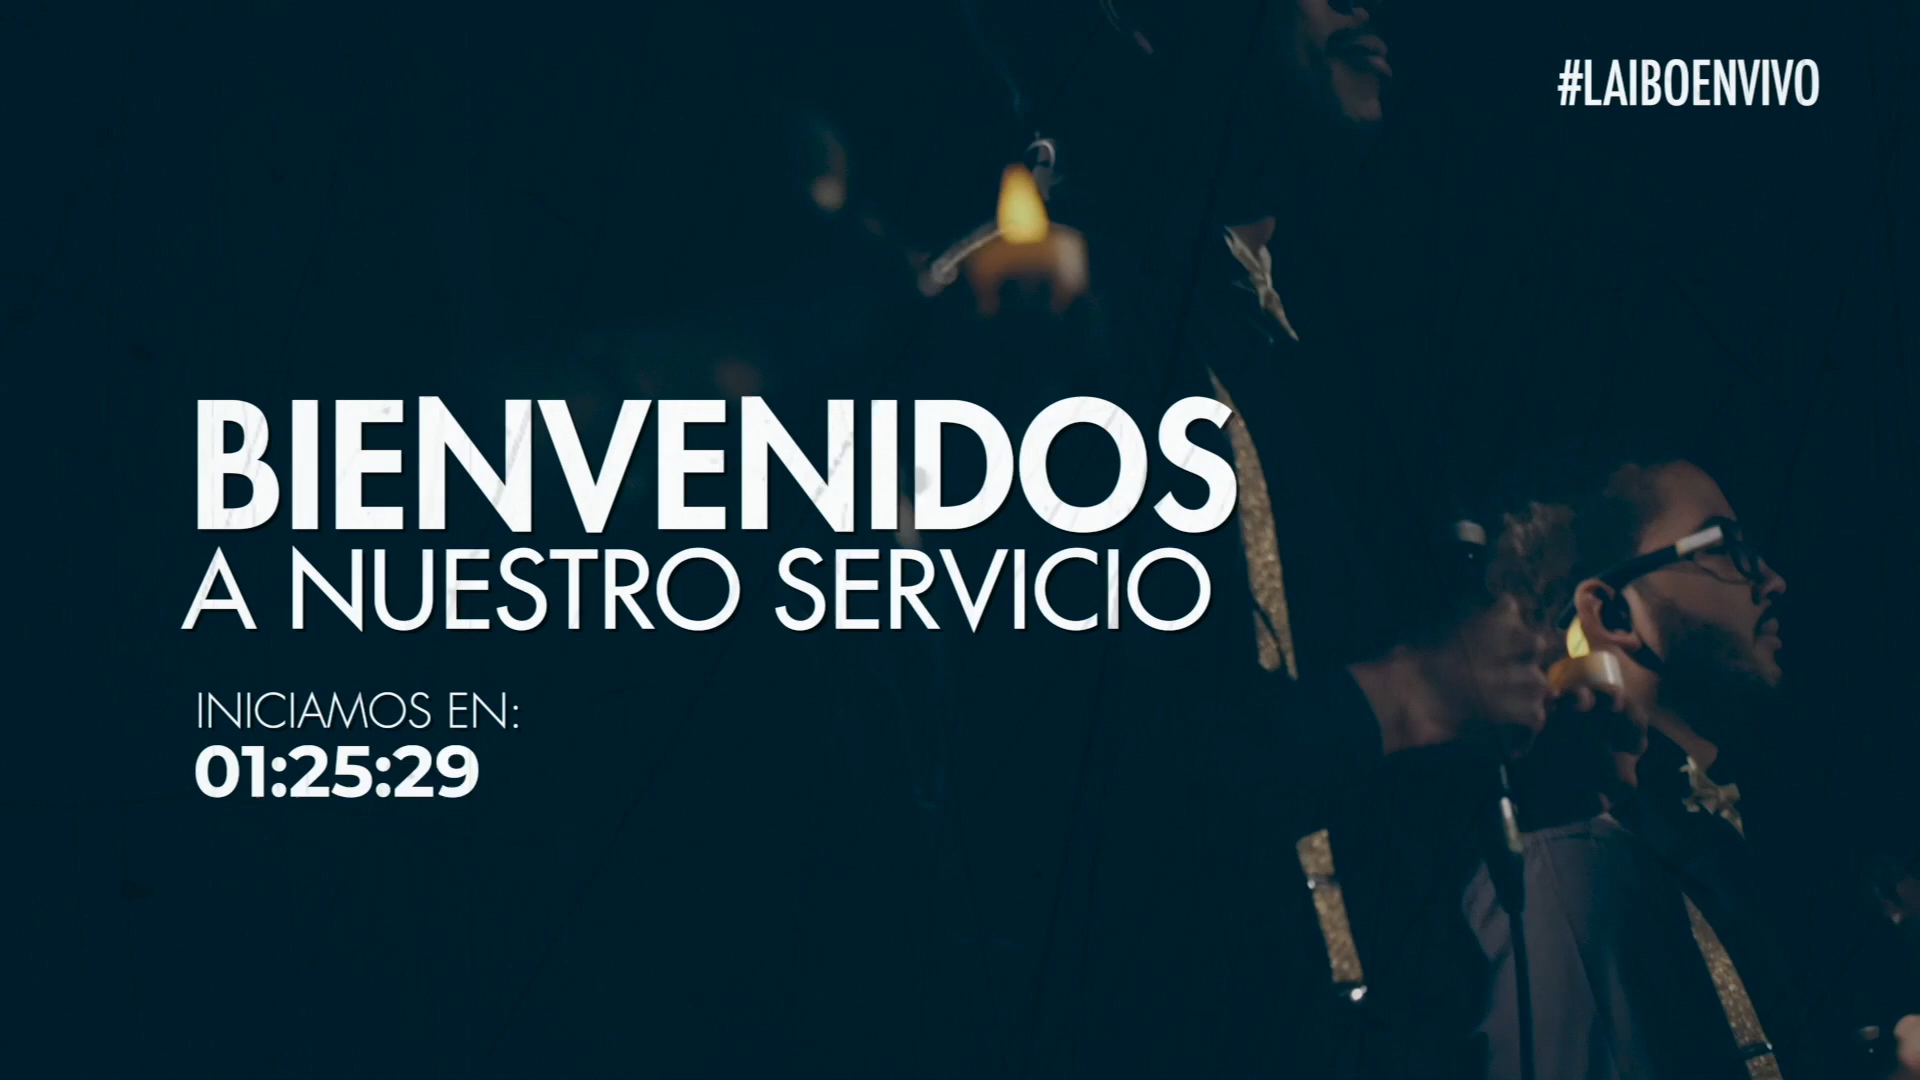 #LAIBOENVIVO
BIENVENIDOS
A NUESTRO SERVICIO
INICIAMOS EN:
01:25:29